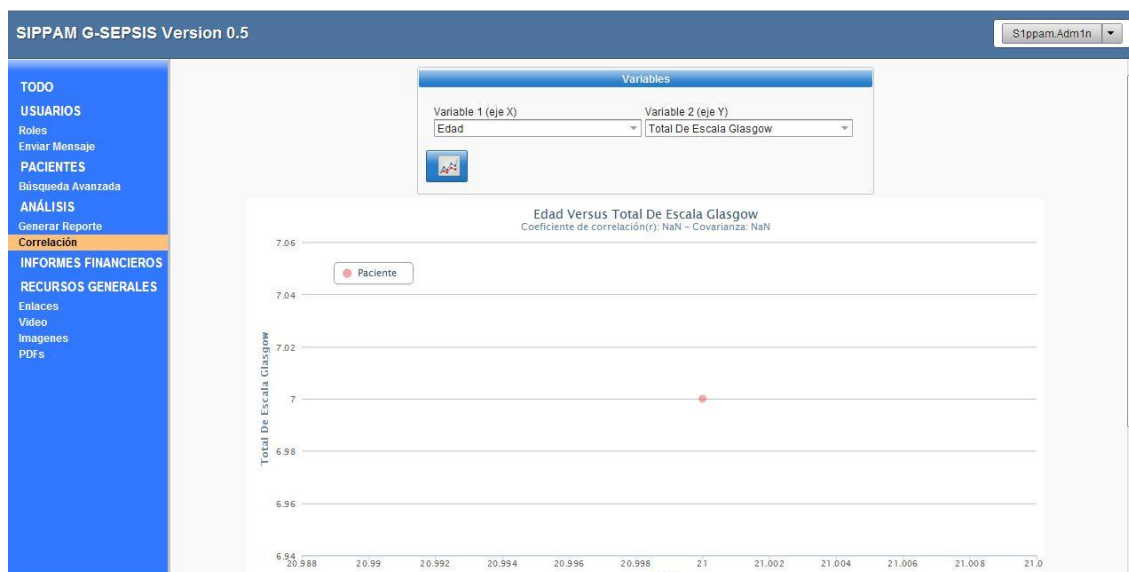 SIPPAM G-SEPSIS Version 0.5
S1ppam.Adm1n
TODO
USUARIOS
Roles
Enviar Mensaje
PACIENTES
Búsqueda Avanzada
ANÁLISIS
Generar Reporte
Correlación
INFORMES FINANCIEROS
RECURSOS GENERALES
Enlaces
Video
Imagenes
PDFs
Variables
Variable 1 (eje X) Variable 2 (eje Y)
Edad Total De Escala Glasgow
Edad Versus Total De Escala Glasgow
Coeficiente de correlación(r): NaN - Covarianza: NaN
Paciente
Total De Escala Glasgow
7.06
7.04
7.02
7
6.98
6.96
6.94
20.988 20.99 20.992 20.994 20.996 20.998 21 21.002 21.004 21.006 21.008 21.0